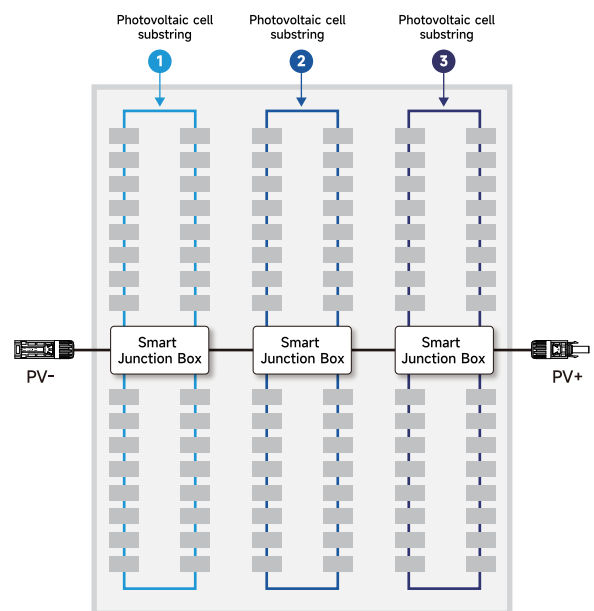 Photovoltaic cell
substring
1
Photovoltaic cell
substring
2
Photovoltaic cell
substring
3
Smart
Junction Box
Smart
Junction Box
Smart
Junction Box
PV-
PV+